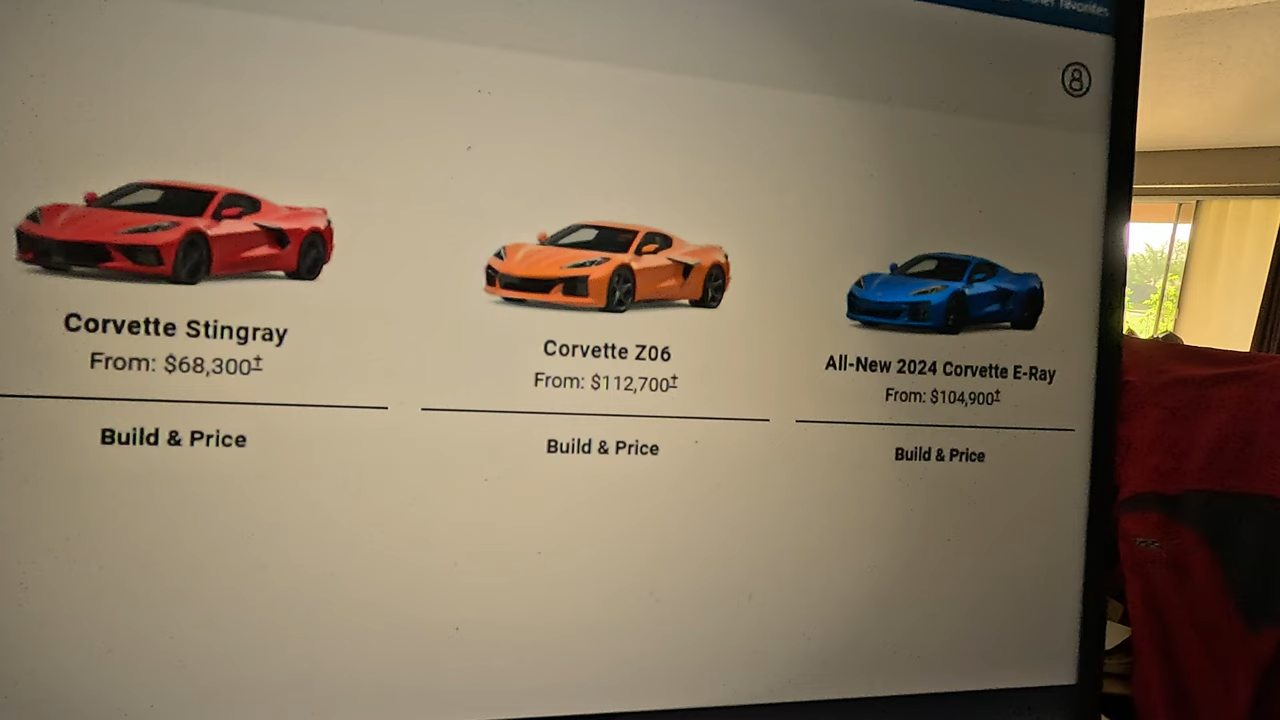 Favorites
Corvette Stingray
From: $68,300±
Build & Price
Corvette Z06
From: $112,700±
Build & Price
All-New 2024 Corvette E-Ray
From: $104,900±
Build & Price